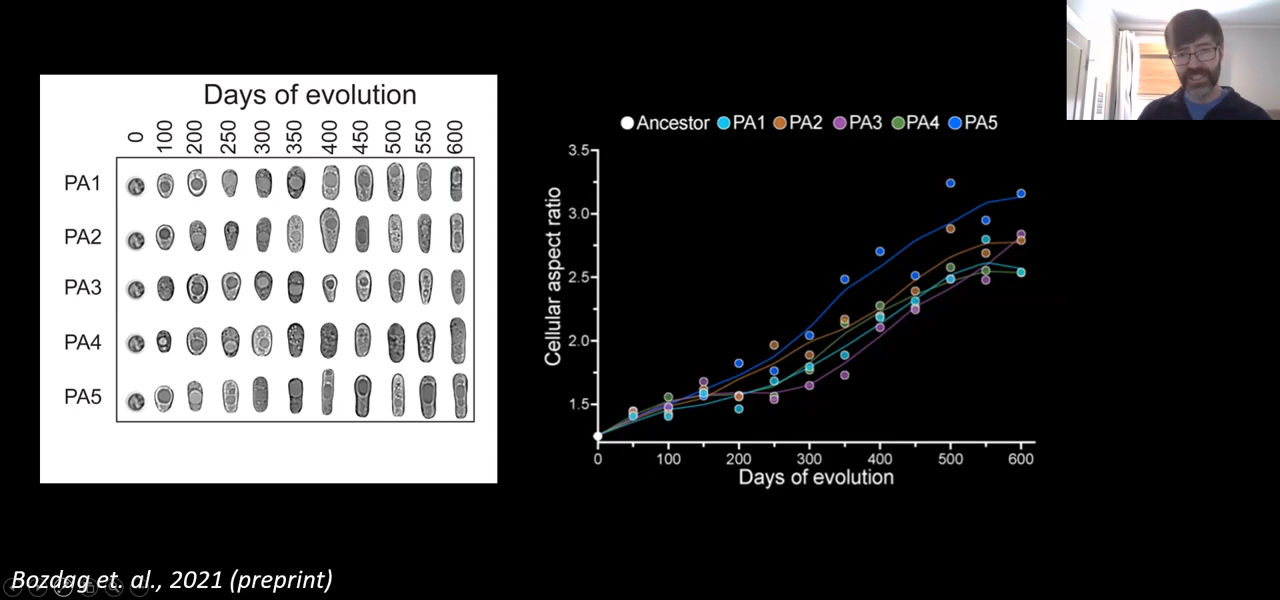 Days of evolution
0 100 200 250 300 350 400 450 500 550 600
PA1
PA2
PA3
PA4
PA5
Ancestor PA1 PA2 PA3 PA4 PA5
Cellular aspect ratio
3.5
3.0
2.5
2.0
1.5
0 100 200 300 400 500 600
Days of evolution
Bozdag et. al., 2021 (preprint)